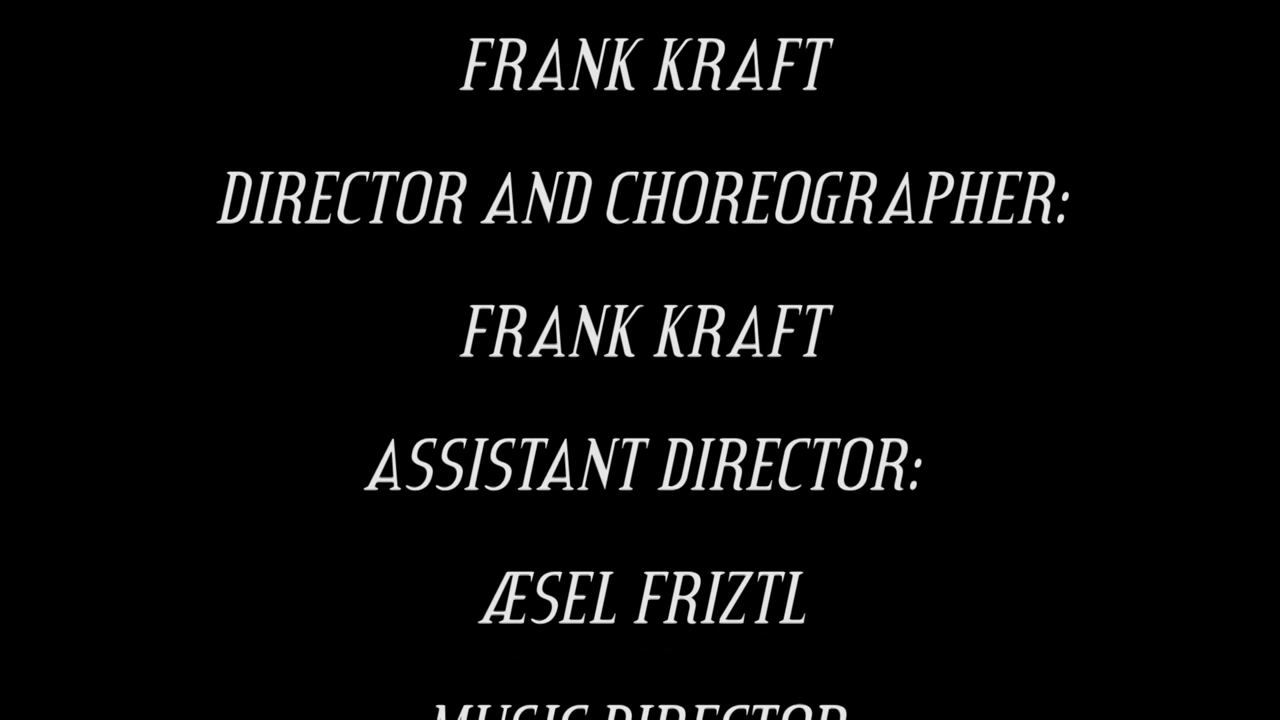 FRANK KRAFT
DIRECTOR AND CHOREOGRAPHER:
FRANK KRAFT
ASSISTANT DIRECTOR:
ÆSEL FRIZTL
MUSIC DIRECTOR